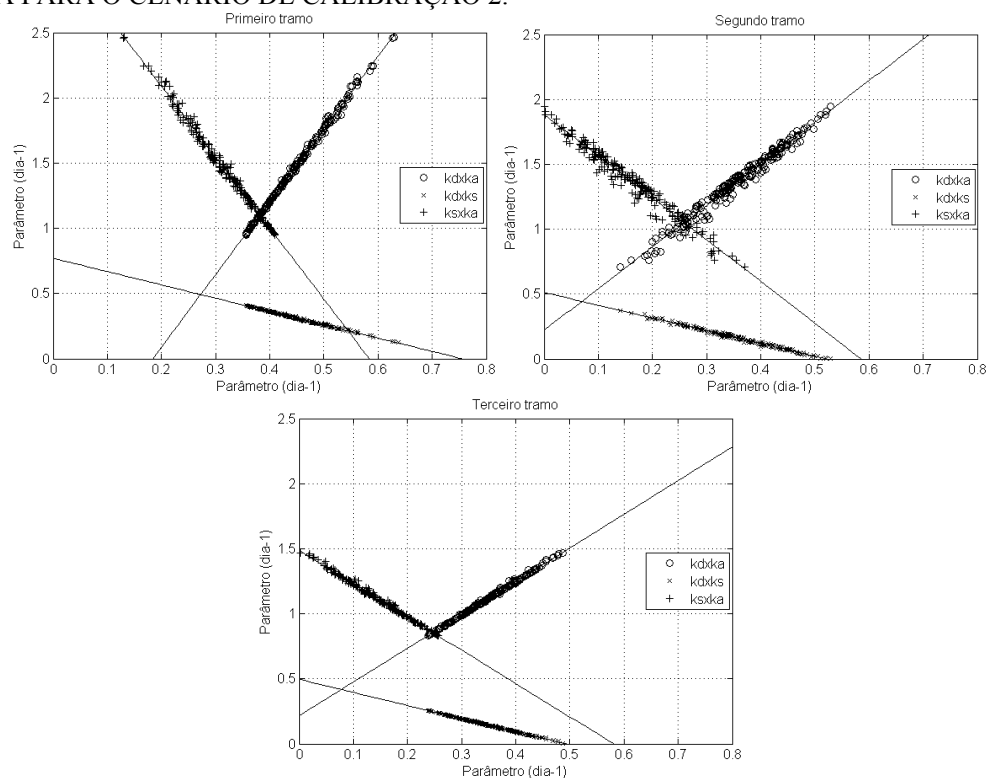 PARA O CENÁRIO DE CALIBRAÇÃO 2.
Primeiro tramo
2.5
2
1.5
1
0.5
0
Parâmetro (dia-1)
0 0.1 0.2 0.3 0.4 0.5 0.6 0.7 0.8
Parâmetro (dia-1)
kdxka
kdxks
ksxka
Segundo tramo
2.5
2
1.5
1
0.5
0
Parâmetro (dia-1)
0 0.1 0.2 0.3 0.4 0.5 0.6 0.7 0.8
Parâmetro (dia-1)
kdxka
kdxks
ksxka
Terceiro tramo
2.5
2
1.5
1
0.5
0
Parâmetro (dia-1)
0 0.1 0.2 0.3 0.4 0.5 0.6 0.7 0.8
Parâmetro (dia-1)
kdxka
kdxks
ksxka